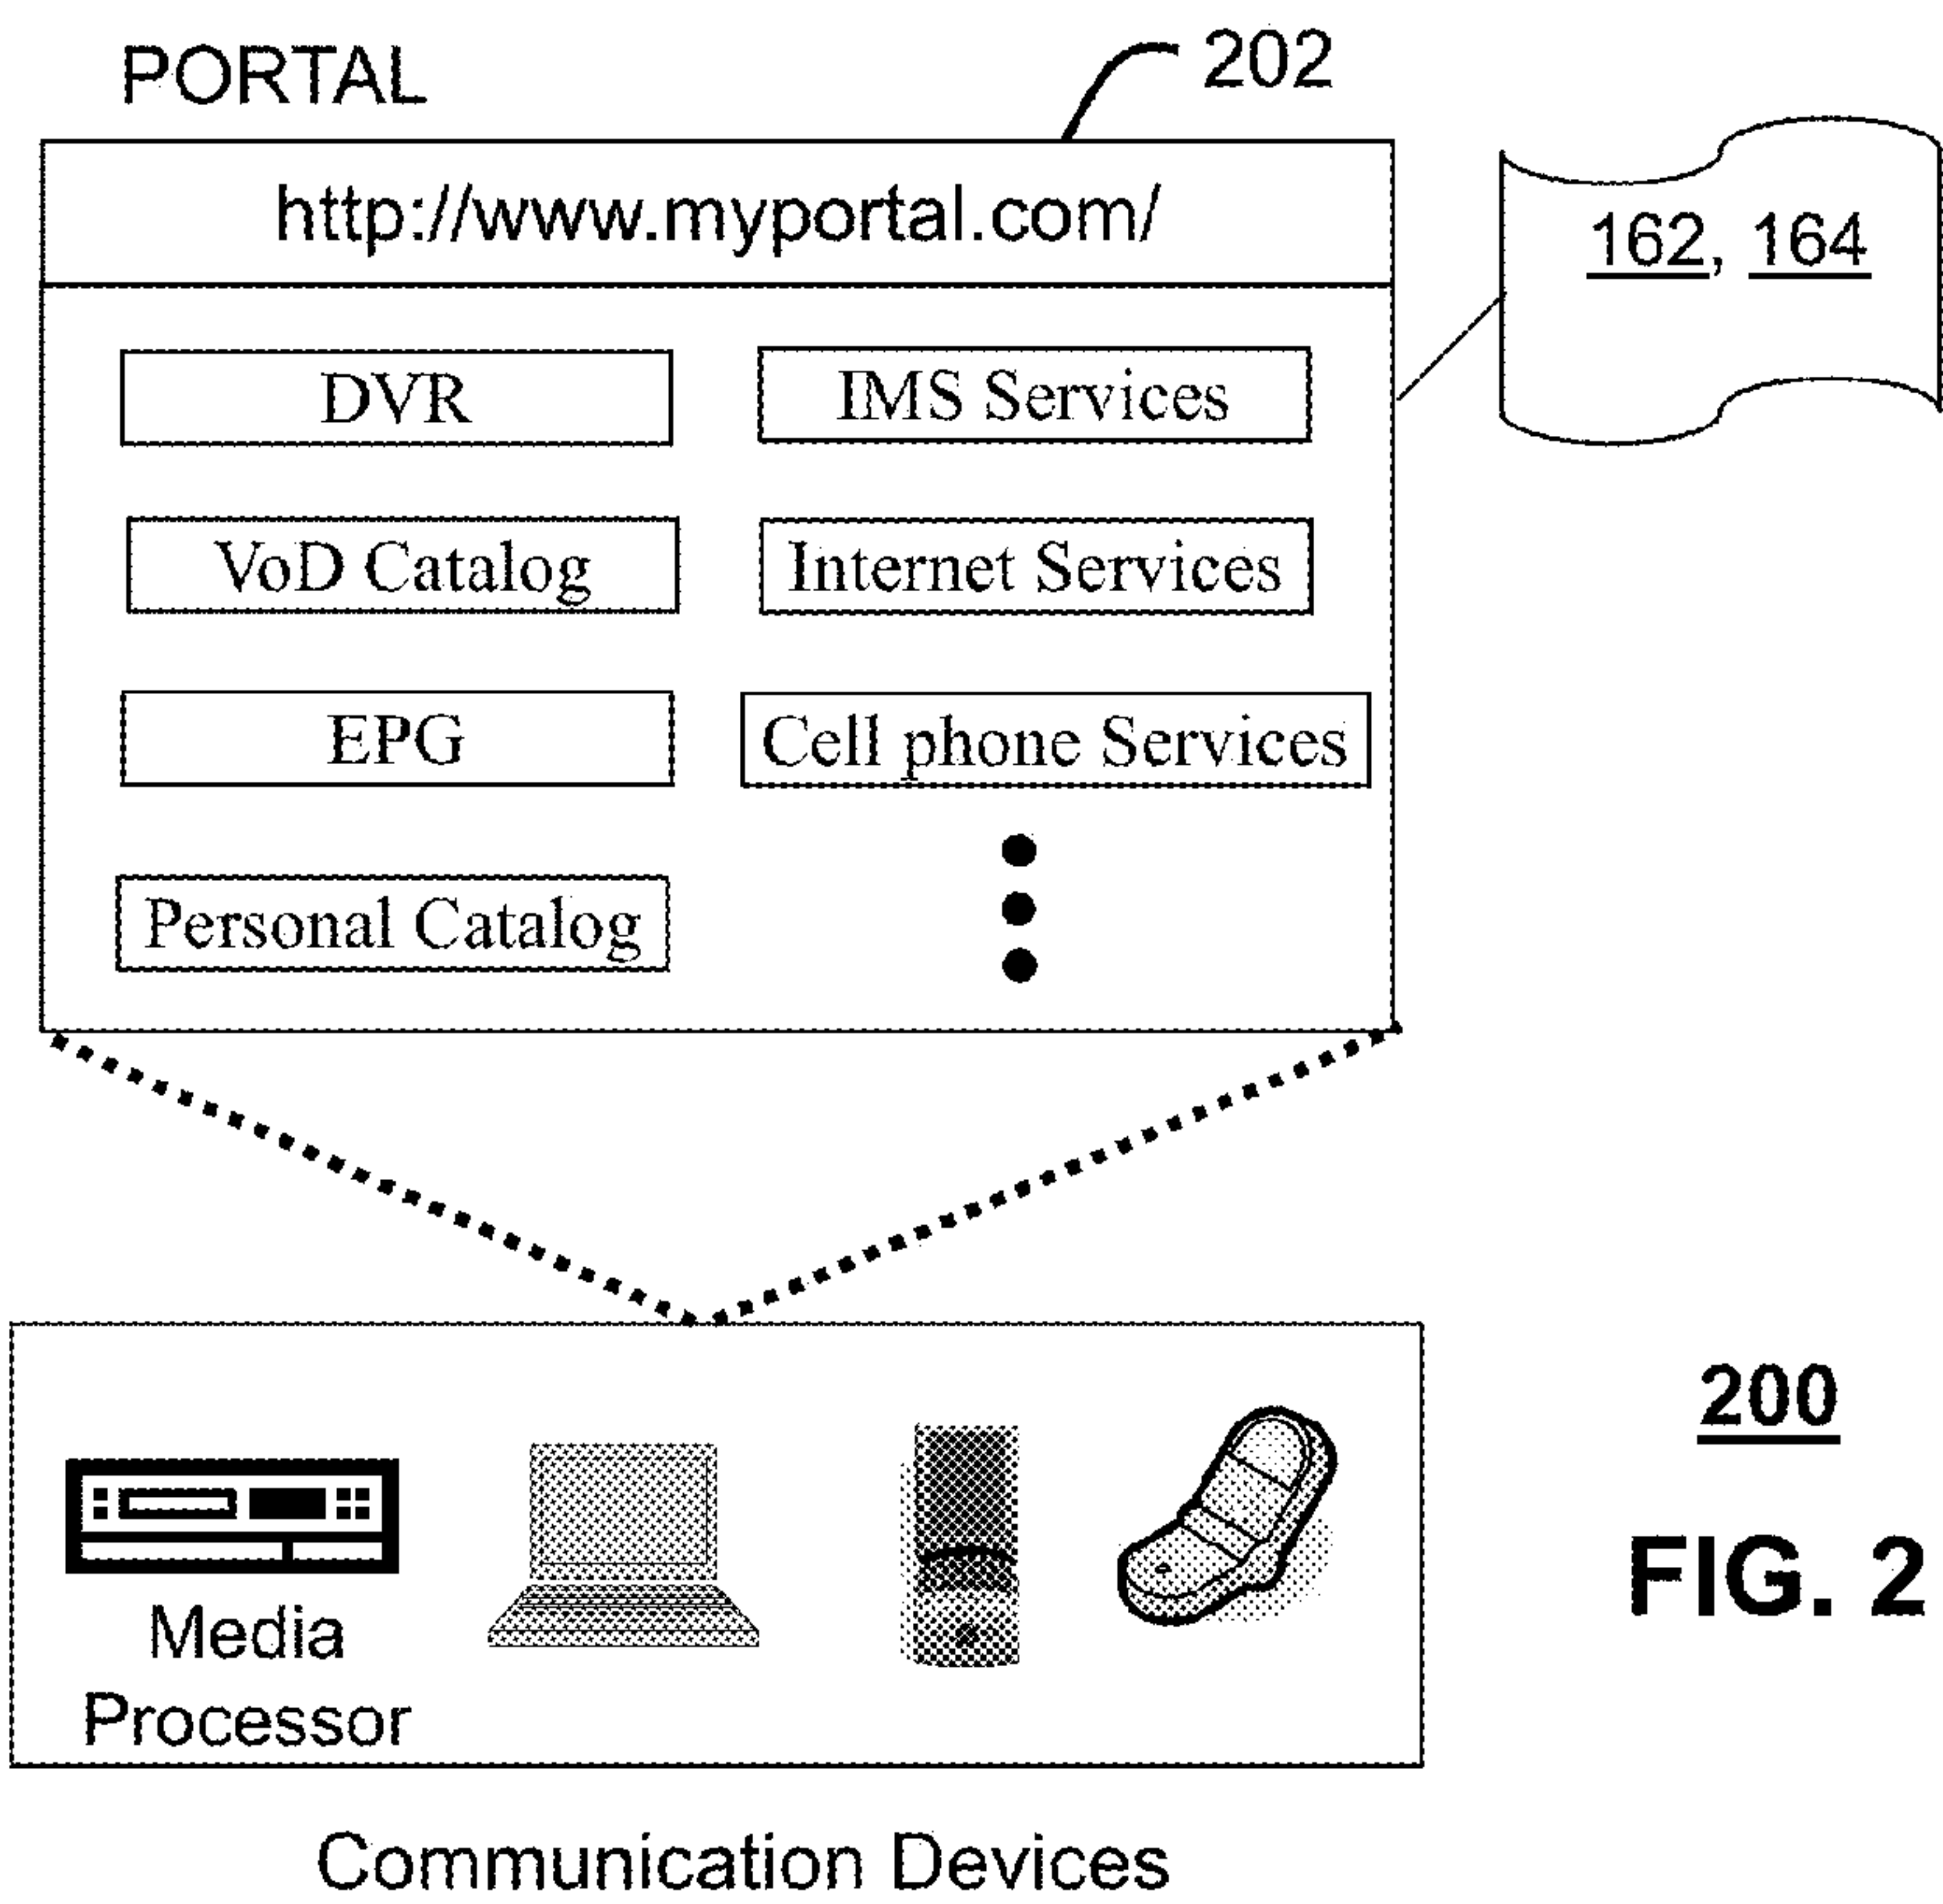 PORTAL
202
http://www.myportal.com/
162, 164
DVR
IMS Services
VoD Catalog
Internet Services
EPG
Cell phone Services
Personal Catalog
Media
Processor
200
FIG. 2
Communication Devices